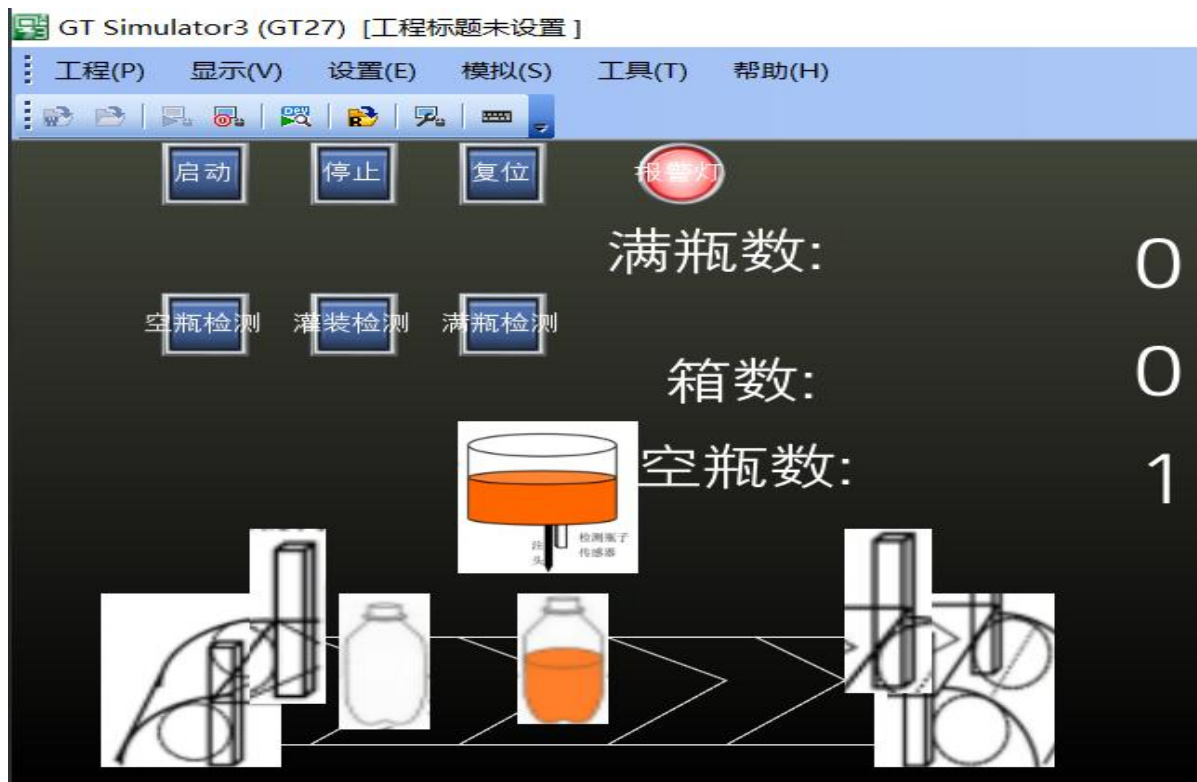 GT Simulator3 (GT27) [工程标题未设置 ]
工程(P) 显示(V) 设置(E) 模拟(S) 工具(T) 帮助(H)
启动 停止 复位 报警灯
满瓶数: 0
空瓶检测 灌装检测 满瓶检测
箱数: 0
空瓶数: 1
注头
检测瓶子
传感器